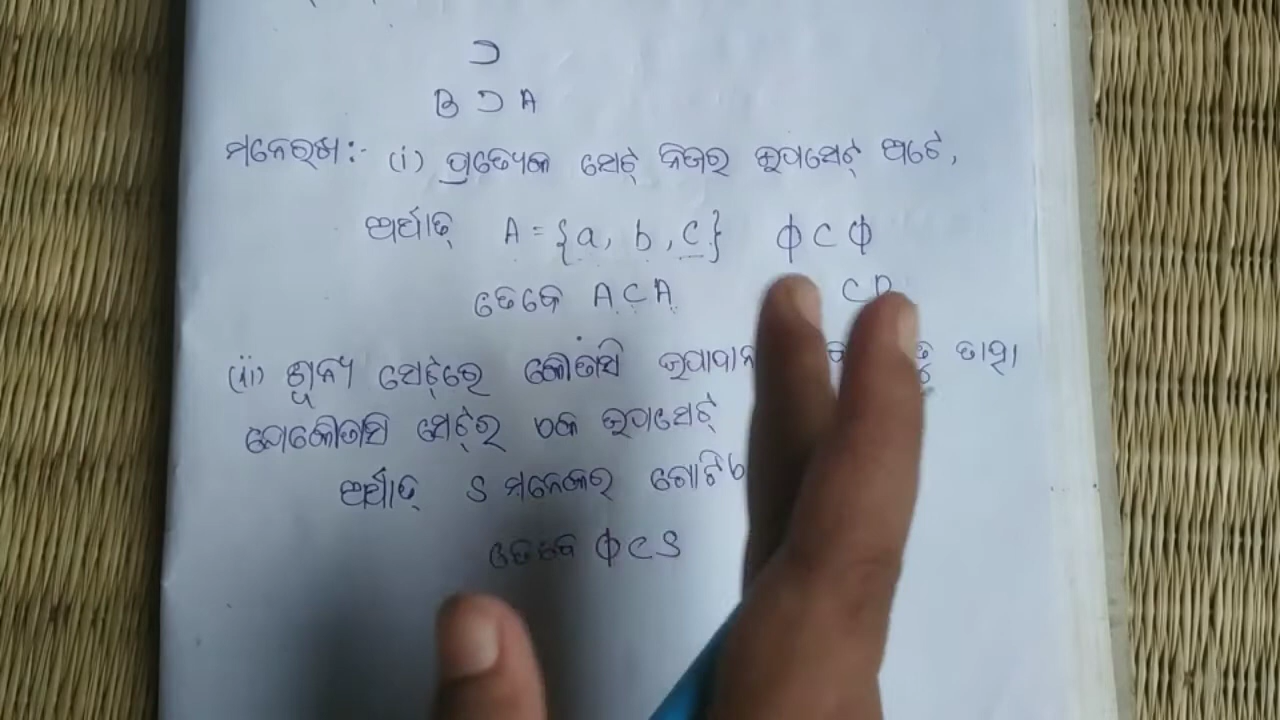 ⊃
B ⊃ A
ମନେରଖ:- (i) ପ୍ରତ୍ୟେକ ସେଟ୍ ନିଜର ଉପସେଟ୍ ଅଟେ,
ଅର୍ଥାତ୍ A = {a, b, c} ϕ ⊂ ϕ
ତେବେ A ⊂ A ⊂ B
(ii) ଶୂନ୍ୟ ସେଟ୍‌ରେ କୌଣସି ଉପାଦାନ ତାହା
ଯେକୌଣସି ସେଟ୍‌ର ଏକ ଉପସେଟ୍
ଅର୍ଥାତ୍ S ମନେକର ଗୋଟିଏ
ତେବେ ϕ ⊂ S